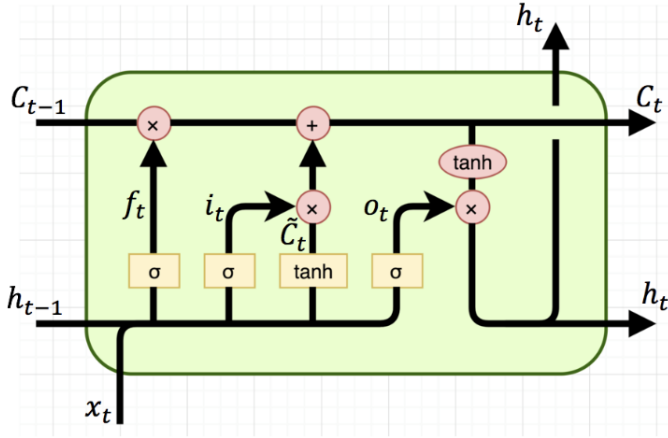 h_t
C_{t-1}
C_t
×
+
tanh
f_t
i_t
×
o_t
×
C̃_t
σ
σ
tanh
σ
h_{t-1}
h_t
x_t